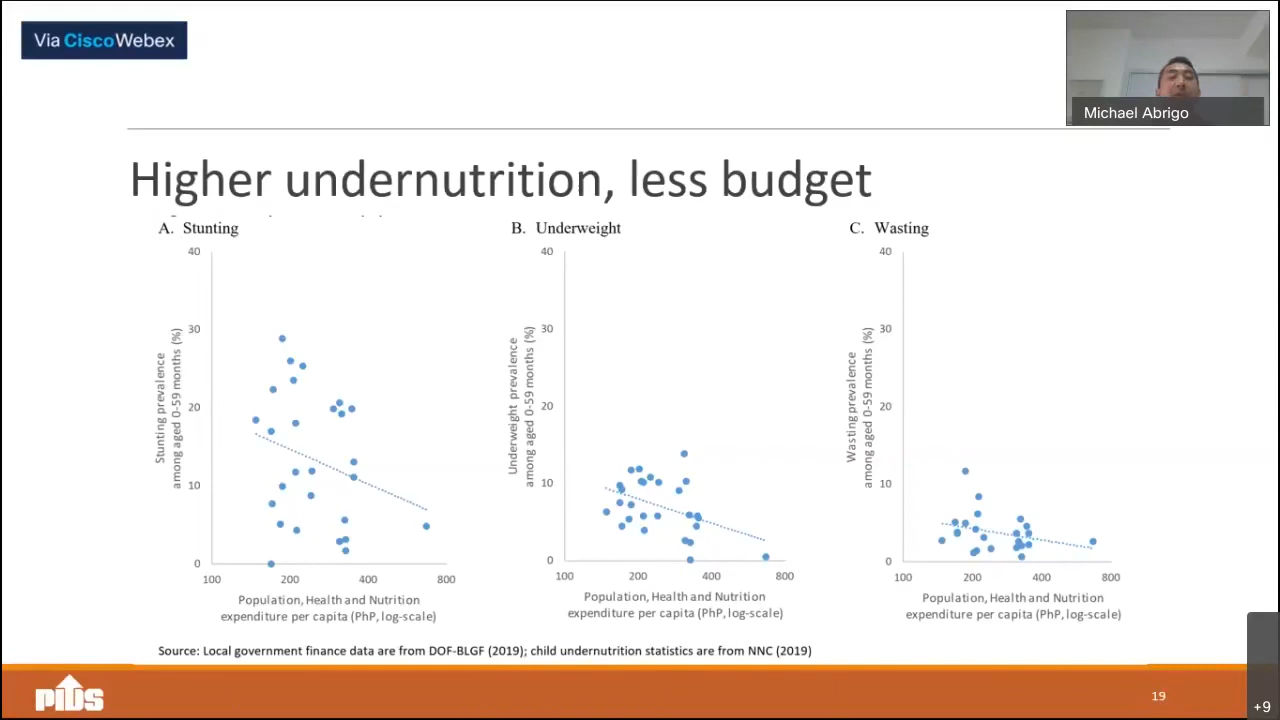 Via CiscoWebex
Michael Abrigo
Higher undernutrition, less budget
A. Stunting
40
30
20
10
0
100 200 400 800
Stunting prevalence
among aged 0-59 months (%)
Population, Health and Nutrition
expenditure per capita (PhP, log-scale)
B. Underweight
40
30
20
10
0
100 200 400 800
Underweight prevalence
among aged 0-59 months (%)
Population, Health and Nutrition
expenditure per capita (PhP, log-scale)
C. Wasting
40
30
20
10
0
100 200 400 800
Wasting prevalence
among aged 0-59 months (%)
Population, Health and Nutrition
expenditure per capita (PhP, log-scale)
Source: Local government finance data are from DOF-BLGF (2019); child undernutrition statistics are from NNC (2019)
19
+9